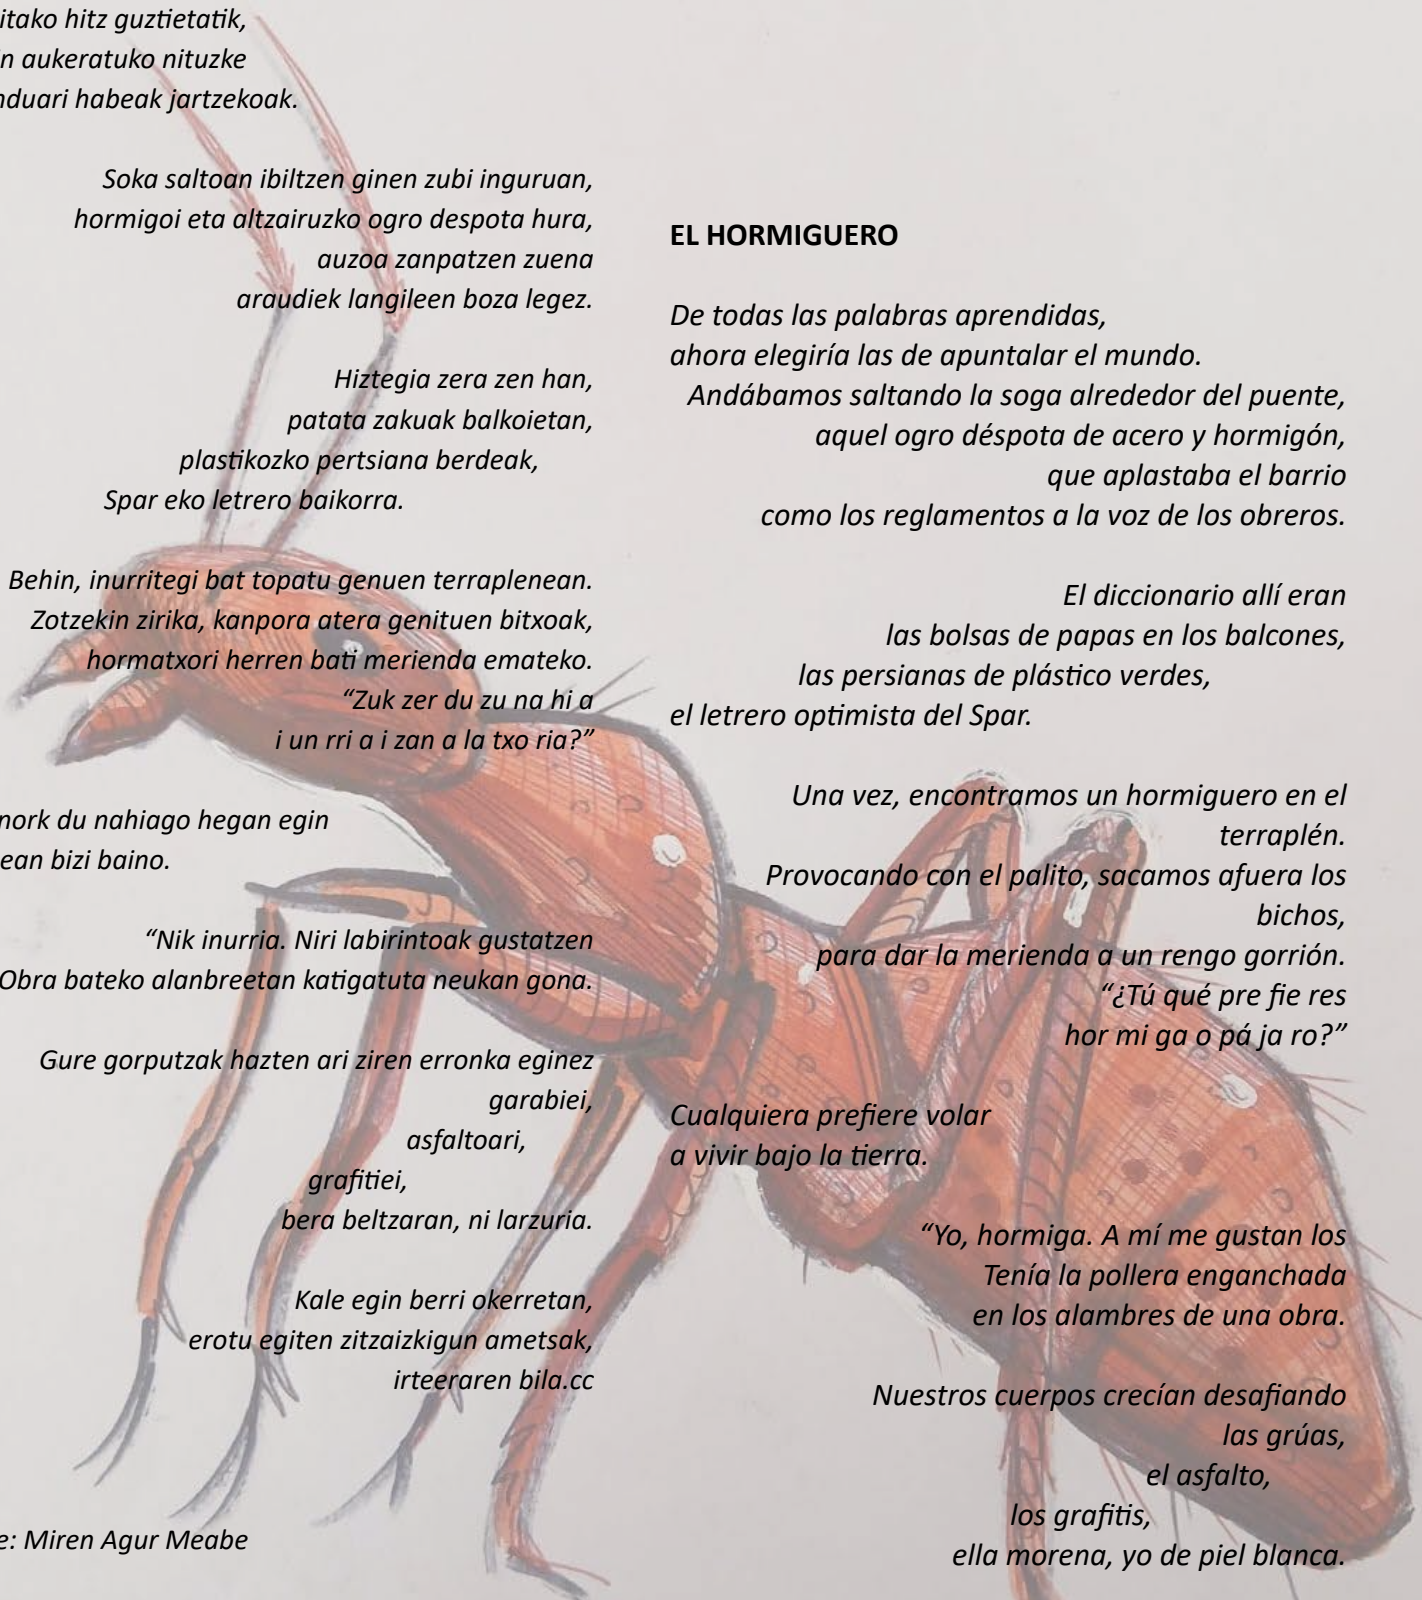 itako hitz guztietatik,
n aukeratuko nituzke
nduari habeak jartzekoak.
Soka saltoan ibiltzen ginen zubi inguruan,
hormigoi eta altzairuzko ogro despota hura,
auzoa zanpatzen zuena
araudiek langileen boza legez.
Hiztegia zera zen han,
patata zakuak balkoietan,
plastikozko pertsiana berdeak,
Spar eko letrero baikorra.
Behin, inurritegi bat topatu genuen terraplenean.
Zotzekin zirika, kanpora atera genituen bitxoak,
hormatxori herren bati merienda emateko.
“Zuk zer du zu na hi a
i un rri a i zan a la txo ria?”
nork du nahiago hegan egin
ean bizi baino.
“Nik inurria. Niri labirintoak gustatzen
Obra bateko alanbreetan katigatuta neukan gona.
Gure gorputzak hazten ari ziren erronka eginez
garabiei,
asfaltoari,
grafitiei,
bera beltzaran, ni larzuria.
Kale egin berri okerretan,
erotu egiten zitzaizkigun ametsak,
irteeraren bila.cc
e: Miren Agur Meabe
EL HORMIGUERO
De todas las palabras aprendidas,
ahora elegiría las de apuntalar el mundo.
Andábamos saltando la soga alrededor del puente,
aquel ogro déspota de acero y hormigón,
que aplastaba el barrio
como los reglamentos a la voz de los obreros.
El diccionario allí eran
las bolsas de papas en los balcones,
las persianas de plástico verdes,
el letrero optimista del Spar.
Una vez, encontramos un hormiguero en el
terraplén.
Provocando con el palito, sacamos afuera los
bichos,
para dar la merienda a un rengo gorrión.
“¿Tú qué pre fie res
hor mi ga o pá ja ro?”
Cualquiera prefiere volar
a vivir bajo la tierra.
“Yo, hormiga. A mí me gustan los
Tenía la pollera enganchada
en los alambres de una obra.
Nuestros cuerpos crecían desafiando
las grúas,
el asfalto,
los grafitis,
ella morena, yo de piel blanca.